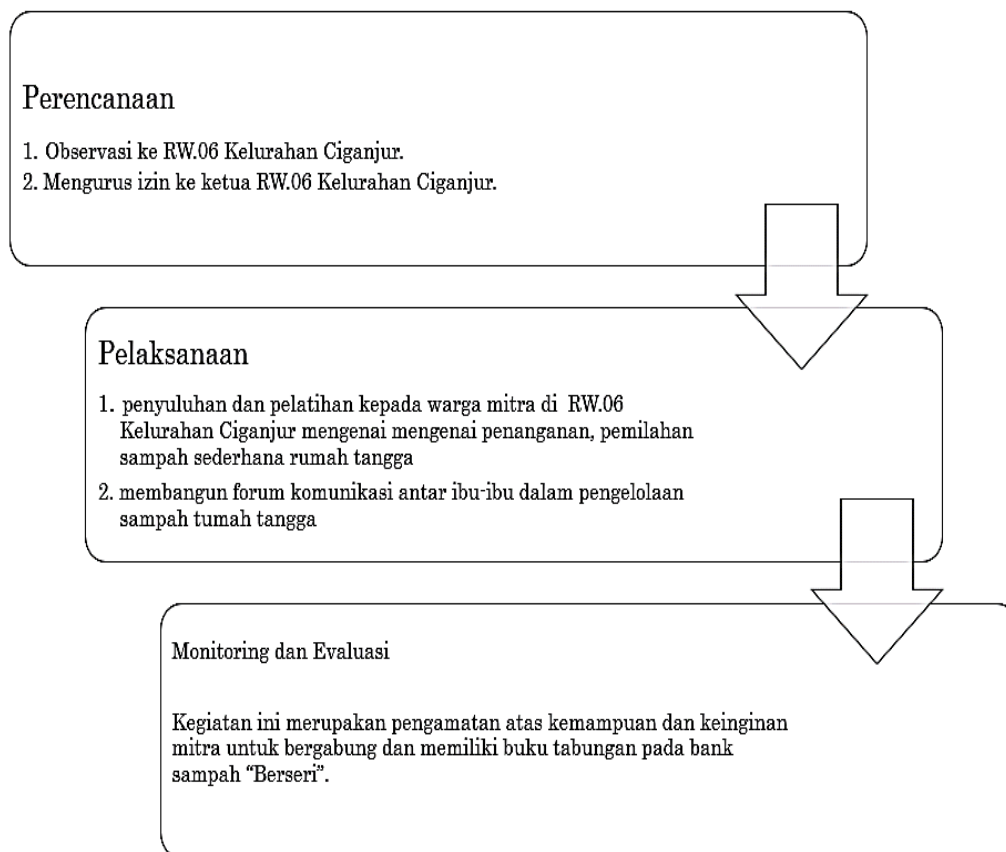 Perencanaan
1. Observasi ke RW.06 Kelurahan Ciganjur.
2. Mengurus izin ke ketua RW.06 Kelurahan Ciganjur.
Pelaksanaan
1. penyuluhan dan pelatihan kepada warga mitra di RW.06
Kelurahan Ciganjur mengenai mengenai penanganan, pemilahan
sampah sederhana rumah tangga
2. membangun forum komunikasi antar ibu-ibu dalam pengelolaan
sampah tumah tangga
Monitoring dan Evaluasi
Kegiatan ini merupakan pengamatan atas kemampuan dan keinginan
mitra untuk bergabung dan memiliki buku tabungan pada bank
sampah “Berseri”.